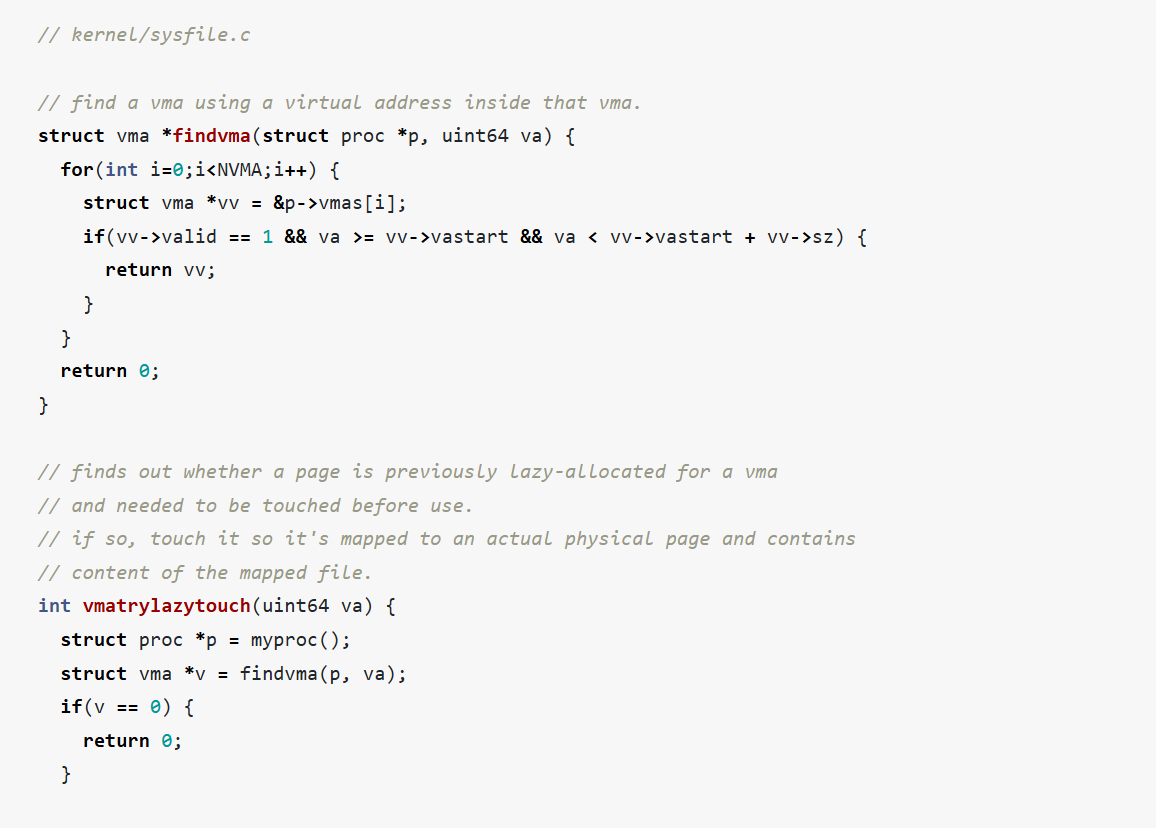 // kernel/sysfile.c
// find a vma using a virtual address inside that vma.
struct vma *findvma(struct proc *p, uint64 va) {
  for(int i=0;i<NVMA;i++) {
    struct vma *vv = &p->vmas[i];
    if(vv->valid == 1 && va >= vv->vastart && va < vv->vastart + vv->sz) {
      return vv;
    }
  }
  return 0;
}
// finds out whether a page is previously lazy-allocated for a vma
// and needed to be touched before use.
// if so, touch it so it's mapped to an actual physical page and contains
// content of the mapped file.
int vmatrylazytouch(uint64 va) {
  struct proc *p = myproc();
  struct vma *v = findvma(p, va);
  if(v == 0) {
    return 0;
  }